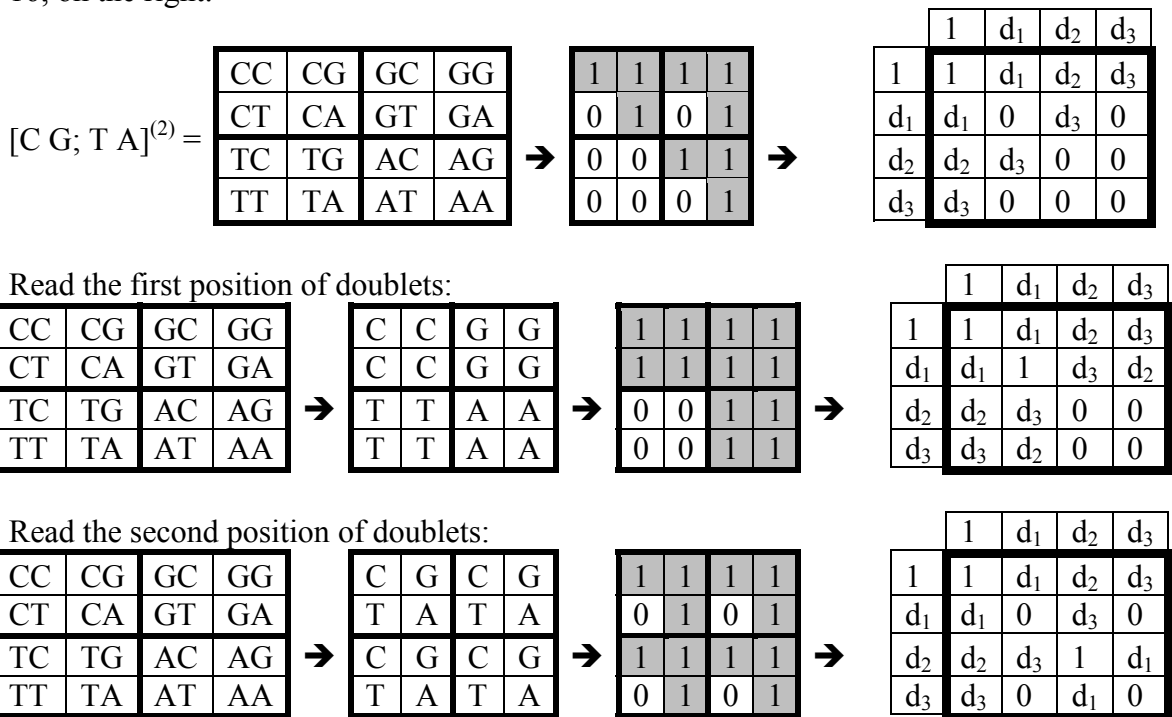 on the right.
1 d₁ d₂ d₃
CC CG GC GG 1 1 1 1 1 1 d₁ d₂ d₃
CT CA GT GA 0 1 0 1 d₁ d₁ 0 d₃ 0
[C G; T A]⁽²⁾ =
TC TG AC AG ➔ 0 0 1 1 ➔ d₂ d₂ d₃ 0 0
TT TA AT AA 0 0 0 1 d₃ d₃ 0 0 0
Read the first position of doublets:
1 d₁ d₂ d₃
CC CG GC GG C C G G 1 1 1 1 1 1 d₁ d₂ d₃
CT CA GT GA C C G G 1 1 1 1 d₁ d₁ 1 d₃ d₂
TC TG AC AG ➔ T T A A ➔ 0 0 1 1 ➔ d₂ d₂ d₃ 0 0
TT TA AT AA T T A A 0 0 1 1 d₃ d₃ d₂ 0 0
Read the second position of doublets:
1 d₁ d₂ d₃
CC CG GC GG C G C G 1 1 1 1 1 1 d₁ d₂ d₃
CT CA GT GA T A T A 0 1 0 1 d₁ d₁ 0 d₃ 0
TC TG AC AG ➔ C G C G ➔ 1 1 1 1 ➔ d₂ d₂ d₃ 1 d₁
TT TA AT AA T A T A 0 1 0 1 d₃ d₃ 0 d₁ 0